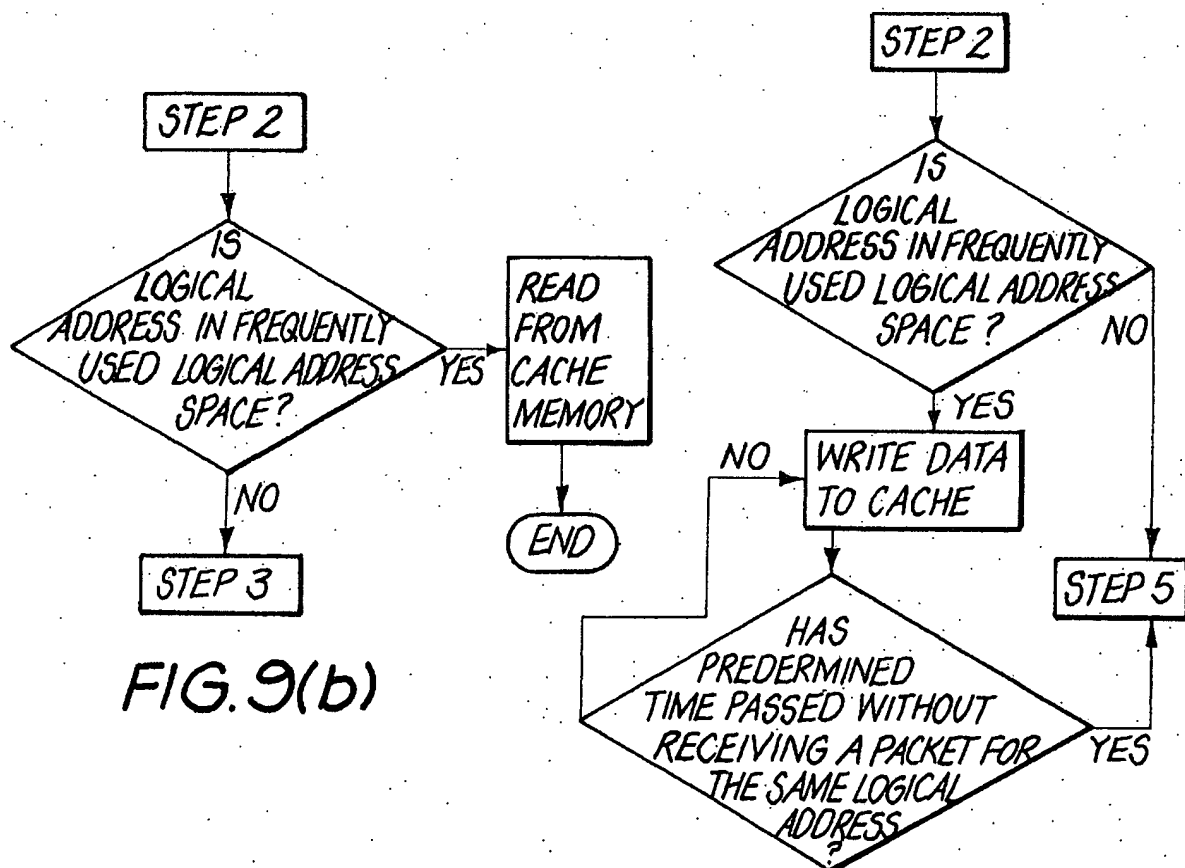 STEP 2
IS
LOGICAL
ADDRESS IN FREQUENTLY
USED LOGICAL ADDRESS
SPACE?
YES
READ
FROM
CACHE
MEMORY
END
NO
STEP 3
FIG. 9(b)
STEP 2
IS
LOGICAL
ADDRESS IN FREQUENTLY
USED LOGICAL ADDRESS
SPACE?
NO
YES
WRITE DATA
TO CACHE
NO
STEP 5
HAS
PREDERMINED
TIME PASSED WITHOUT
RECEIVING A PACKET FOR
THE SAME LOGICAL
ADDRESS
?
YES